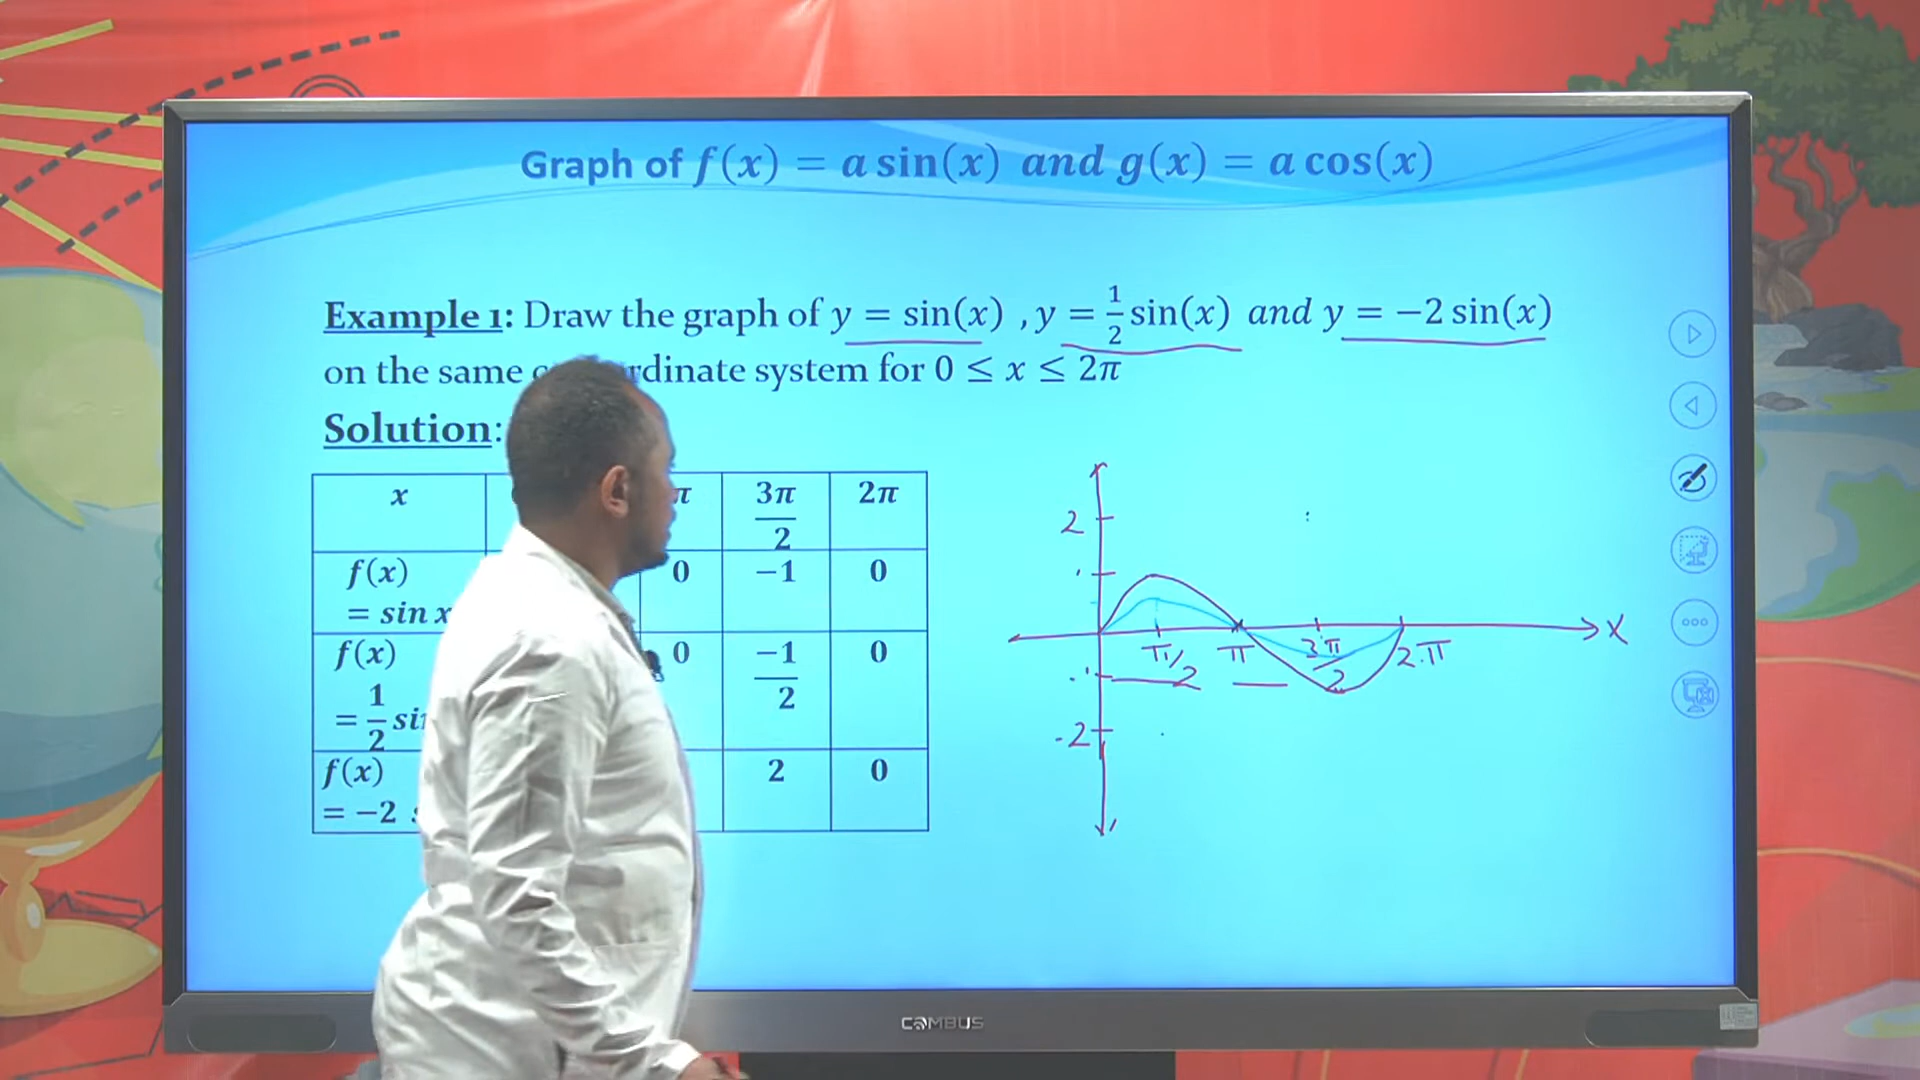 Graph of f(x) = a sin(x) and g(x) = a cos(x)
Example 1: Draw the graph of y = sin(x) , y = 1/2 sin(x) and y = −2 sin(x)
on the same rdinate system for 0 ≤ x ≤ 2π
Solution:
x π 3π/2 2π
f(x) = sin x 0 −1 0
f(x) = 1/2 0 −1/2 0
f(x) = −2 2 0
2
-2
π/2 π 3π/2 2π
x
CAMBUS